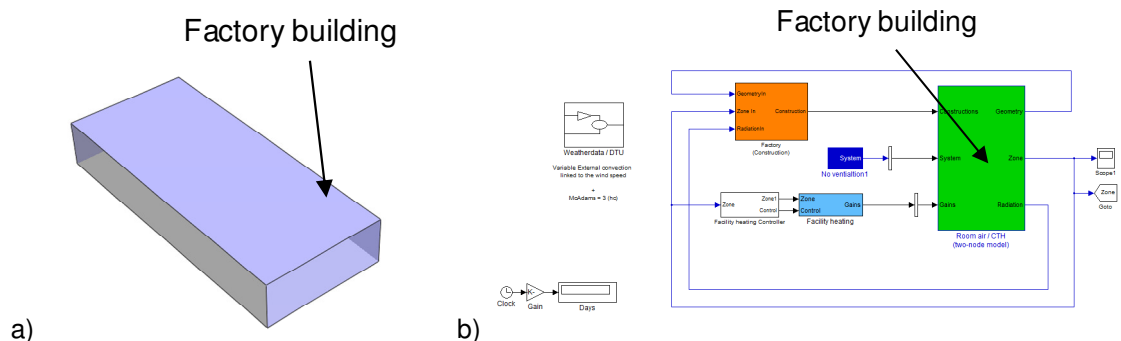 Factory building
a)
Factory building
Weatherdata / DTU
Variable External convection
linked to the wind speed
+
McAdams = 3 (hc)
Clock
K-
Gain
Days
GeometryIn
Zone In
RadiationIn
Construction
Factory
(Construction)
System
No ventialtion1
Zone
Zone1
Control
Facility heating Controller
Zone
Control
Gains
Facility heating
Constructions
System
Gains
Geometry
Zone
Radiation
Room air / CTH
(two-node model)
Scope1
Zone
Goto
b)